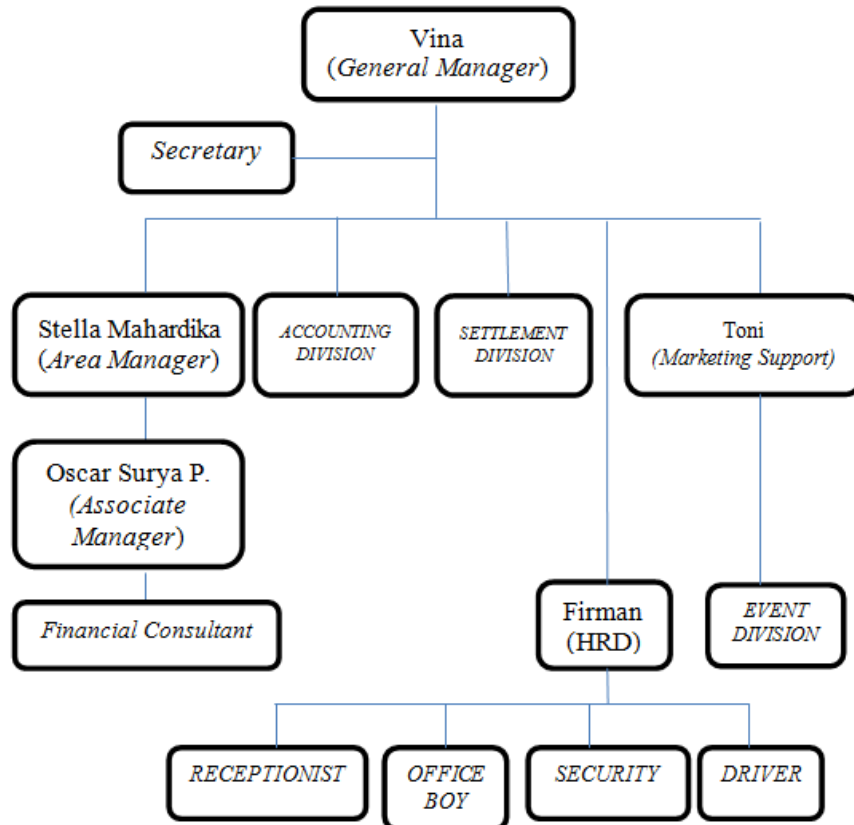 Vina
(General Manager)
Secretary
Stella Mahardika
(Area Manager)
ACCOUNTING
DIVISION
SETTLEMENT
DIVISION
Toni
(Marketing Support)
Oscar Surya P.
(Associate
Manager)
Financial Consultant
Firman
(HRD)
EVENT
DIVISION
RECEPTIONIST
OFFICE
BOY
SECURITY
DRIVER